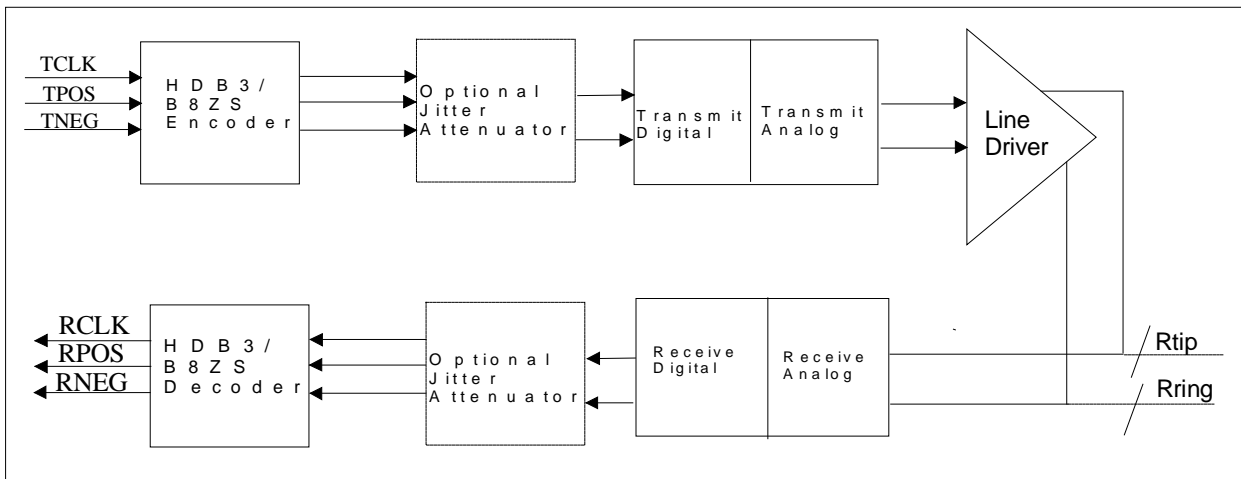 TCLK
TPOS
TNEG
HDB3/
B8ZS
Encoder
Optional
Jitter
Attenuator
Transmit
Digital
Transmit
Analog
Line
Driver
RCLK
RPOS
RNEG
HDB3/
B8ZS
Decoder
Optional
Jitter
Attenuator
Receive
Digital
Receive
Analog
Rtip
Rring